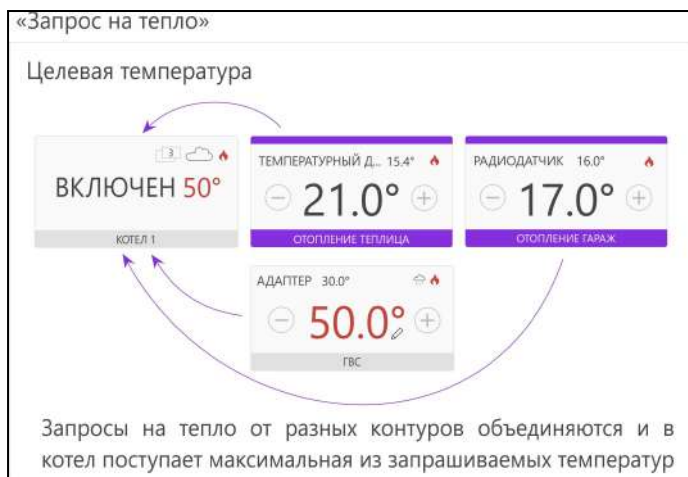 «Запрос на тепло»
Целевая температура
3
ВКЛЮЧЕН 50°
КОТЕЛ 1
ТЕМПЕРАТУРНЫЙ Д... 15.4°
21.0°
ОТОПЛЕНИЕ ТЕПЛИЦА
РАДИОДАТЧИК 16.0°
17.0°
ОТОПЛЕНИЕ ГАРАЖ
АДАПТЕР 30.0°
50.0°
ГВС
Запросы на тепло от разных контуров объединяются и в
котел поступает максимальная из запрашиваемых температур